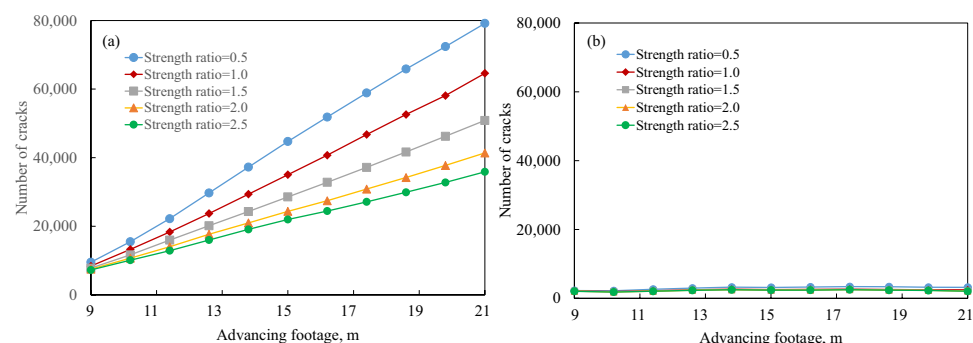 80,000
60,000
40,000
20,000
0
Number of cracks
(a)
Strength ratio=0.5
Strength ratio=1.0
Strength ratio=1.5
Strength ratio=2.0
Strength ratio=2.5
9 11 13 15 17 19 21
Advancing footage, m
80,000
60,000
40,000
20,000
0
Number of cracks
(b)
Strength ratio=0.5
Strength ratio=1.0
Strength ratio=1.5
Strength ratio=2.0
Strength ratio=2.5
9 11 13 15 17 19 21
Advancing footage, m